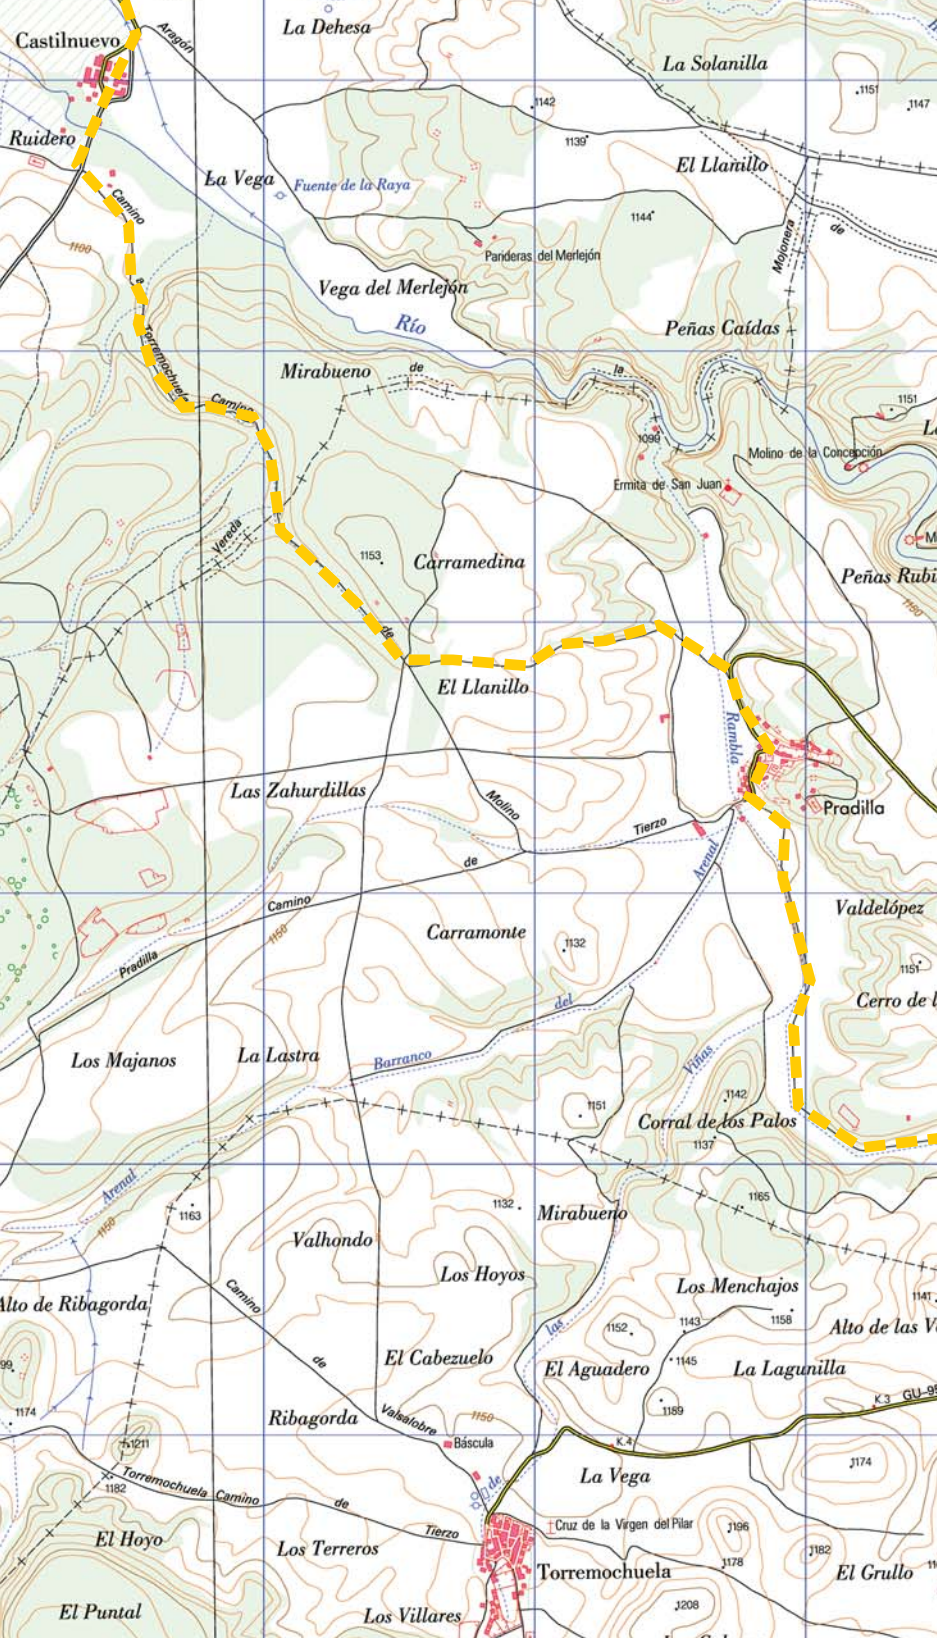 La Dehesa
Castilnuevo
Aragón
La Solanilla
1151
1147
1142
1139
Ruidero
El Llanillo
La Vega
Fuente de la Raya
Camino
1144
Mojonera
de
1100
Parideras del Merlejón
a
Vega del Merlejón
Río
Peñas Caídas
Torremochuela
Mirabueno
de
la
Camino
1151
1099
Molino de la Concepción
Ermita de San Juan
Vereda
1153
Carramedina
Peñas Rubi
1150
de
El Llanillo
Rambla
Las Zahurdillas
Molino
Pradilla
Tierzo
Arenal
de
Camino
Valdelópez
1150
Carramonte
1132
Pradilla
1151
Cerro de l
del
Los Majanos
La Lastra
Barranco
Viñas
1142
1151
Corral de los Palos
1137
Arenal
1165
1132
1163
Mirabueno
1150
Valhondo
Los Hoyos
Los Menchajos
Camino
Alto de Ribagorda
1141
1158
1143
Alto de las V
las
1152
de
El Cabezuelo
1145
El Aguadero
La Lagunilla
99
K.3
GU-95
1189
1174
Ribagorda
Valsalobre
1150
Báscula
K.4
1211
1174
La Vega
Torremochuela
Camino
de
1182
de
Cruz de la Virgen del Pilar
1196
Tierzo
El Hoyo
Los Terreros
1182
1178
Torremochuela
El Grullo
El Puntal
1208
Los Villares